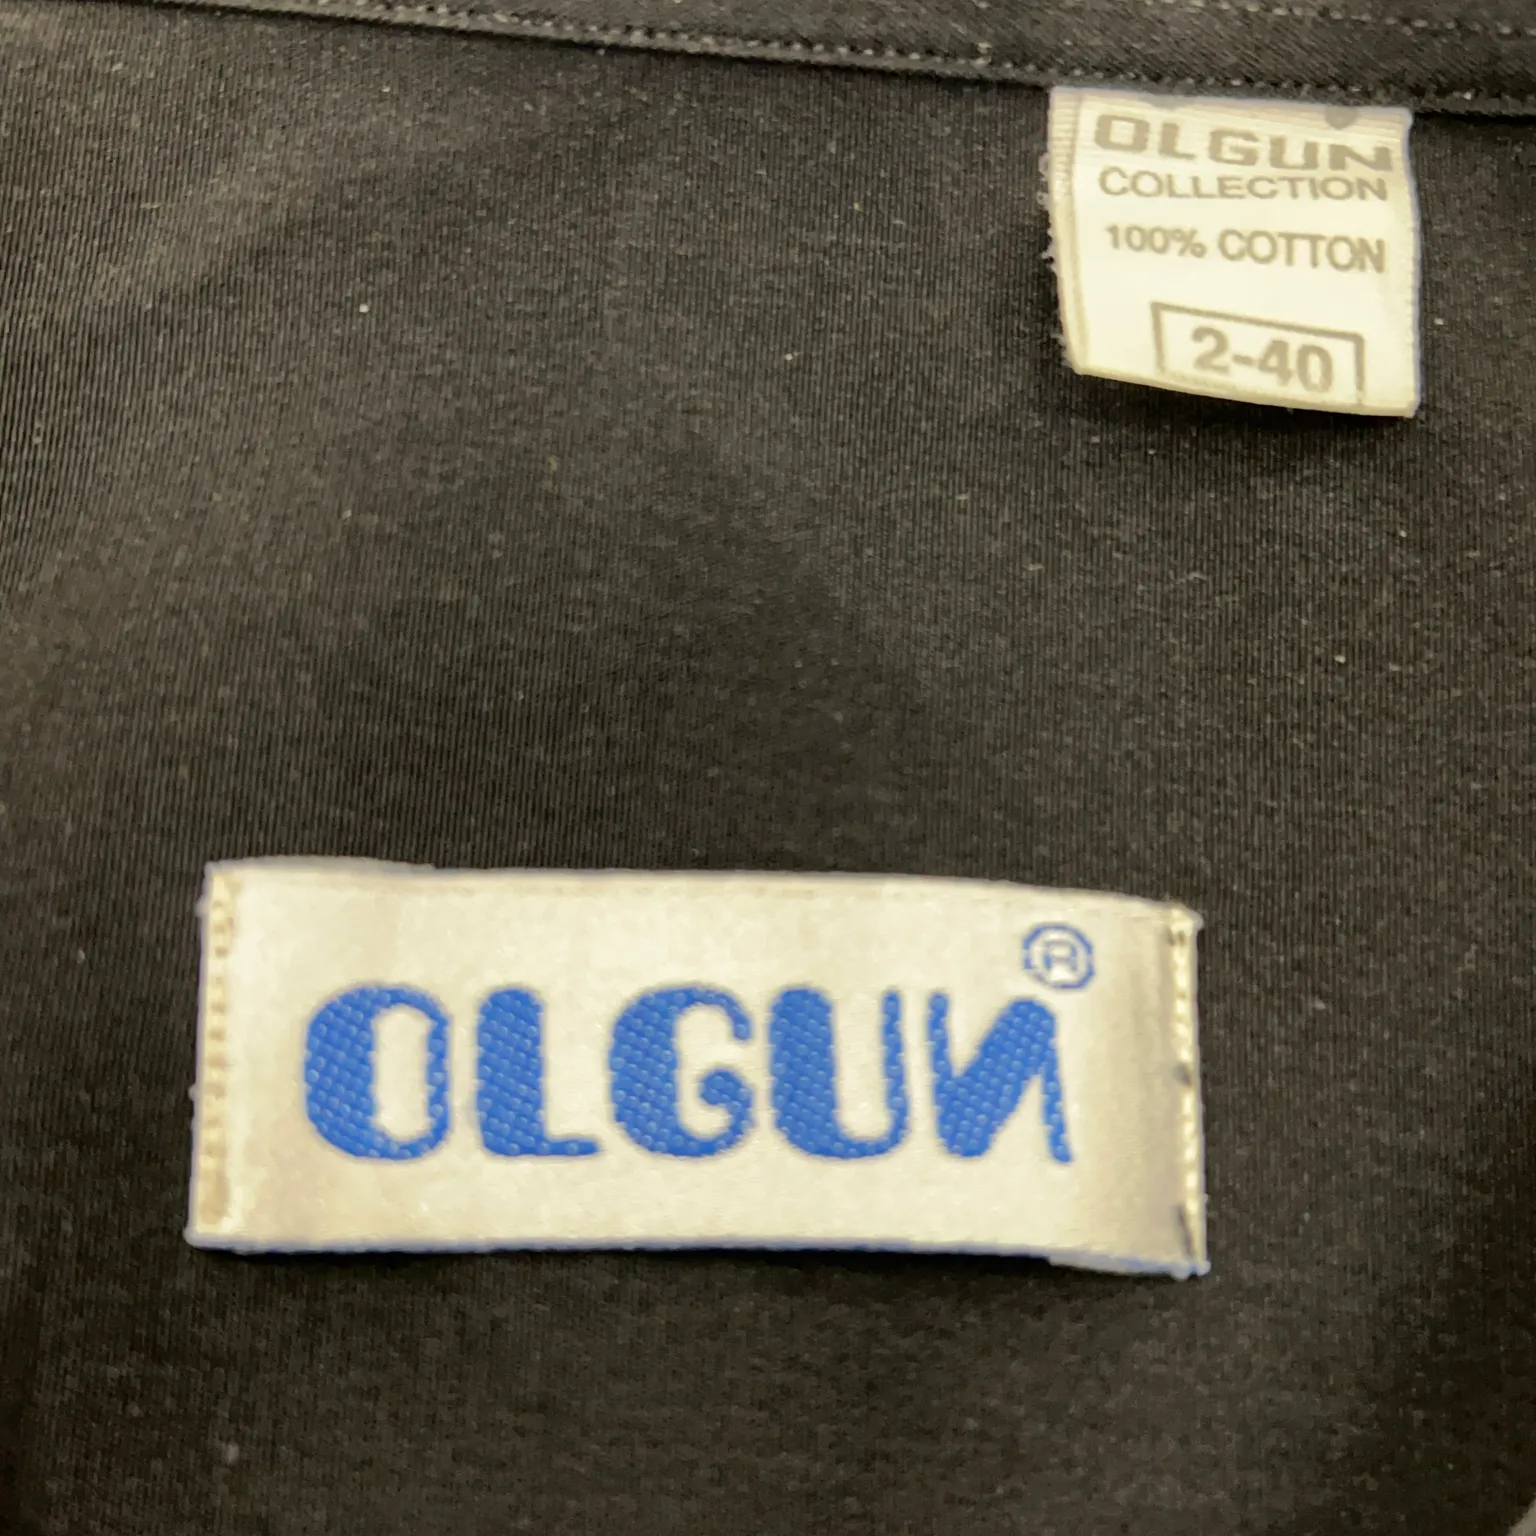 OLGUN
COLLECTION
100% COTTON
2-40
OLGUN®